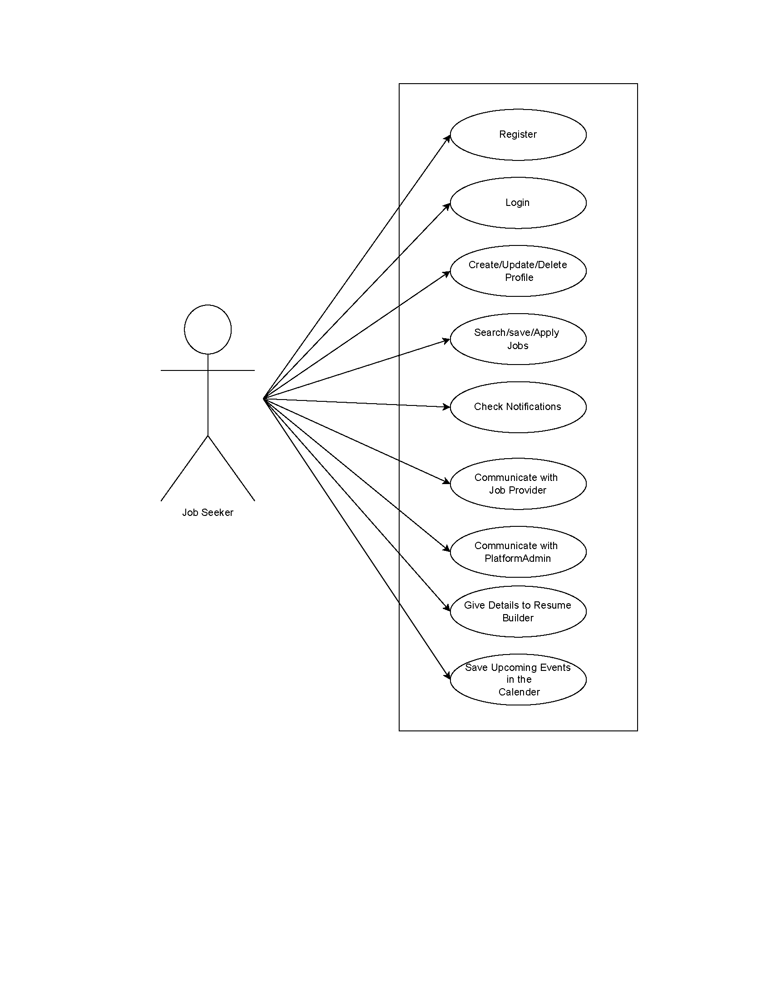 Register
Login
Create/Update/Delete
Profile
Search/save/Apply
Jobs
Check Notifications
Communicate with
Job Provider
Job Seeker
Communicate with
PlatformAdmin
Give Details to Resume
Builder
Save Upcoming Events
in the
Calender